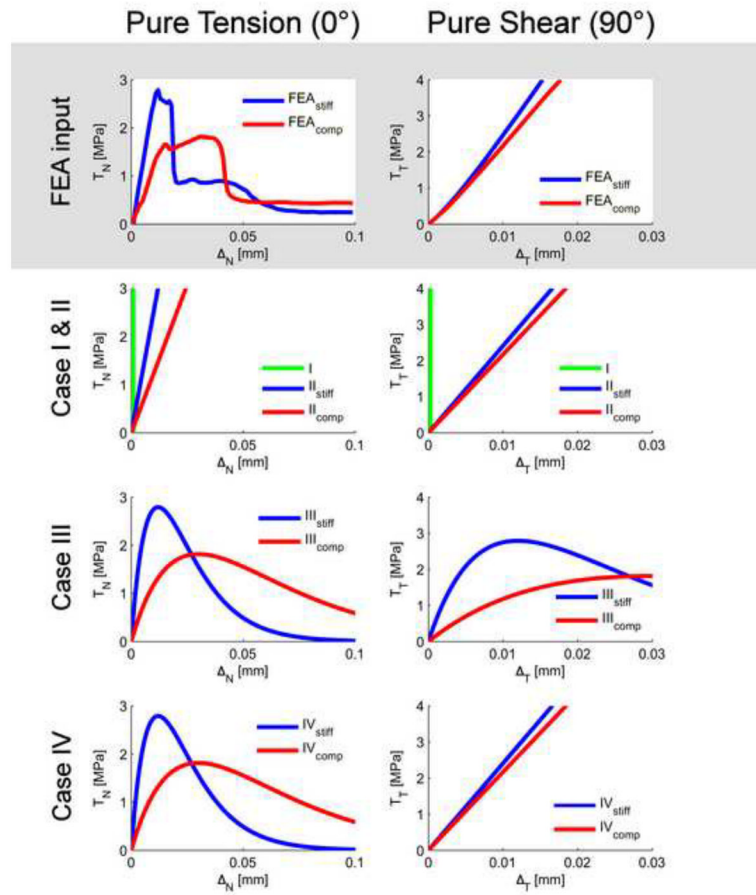 Pure Tension (0°) Pure Shear (90°)
FEA input
3
2
1
0
T_N [MPa]
FEA_stiff
FEA_comp
0 0.05 0.1
Δ_N [mm]
4
3
2
1
0
T_T [MPa]
FEA_stiff
FEA_comp
0 0.01 0.02 0.03
Δ_T [mm]
Case I & II
3
2
1
0
T_N [MPa]
I
II_stiff
II_comp
0 0.05 0.1
Δ_N [mm]
4
3
2
1
0
T_T [MPa]
I
II_stiff
II_comp
0 0.01 0.02 0.03
Δ_T [mm]
Case III
3
2
1
0
T_N [MPa]
III_stiff
III_comp
0 0.05 0.1
Δ_N [mm]
4
3
2
1
0
T_T [MPa]
III_stiff
III_comp
0 0.01 0.02 0.03
Δ_T [mm]
Case IV
3
2
1
0
T_N [MPa]
IV_stiff
IV_comp
0 0.05 0.1
Δ_N [mm]
4
3
2
1
0
T_T [MPa]
IV_stiff
IV_comp
0 0.01 0.02 0.03
Δ_T [mm]